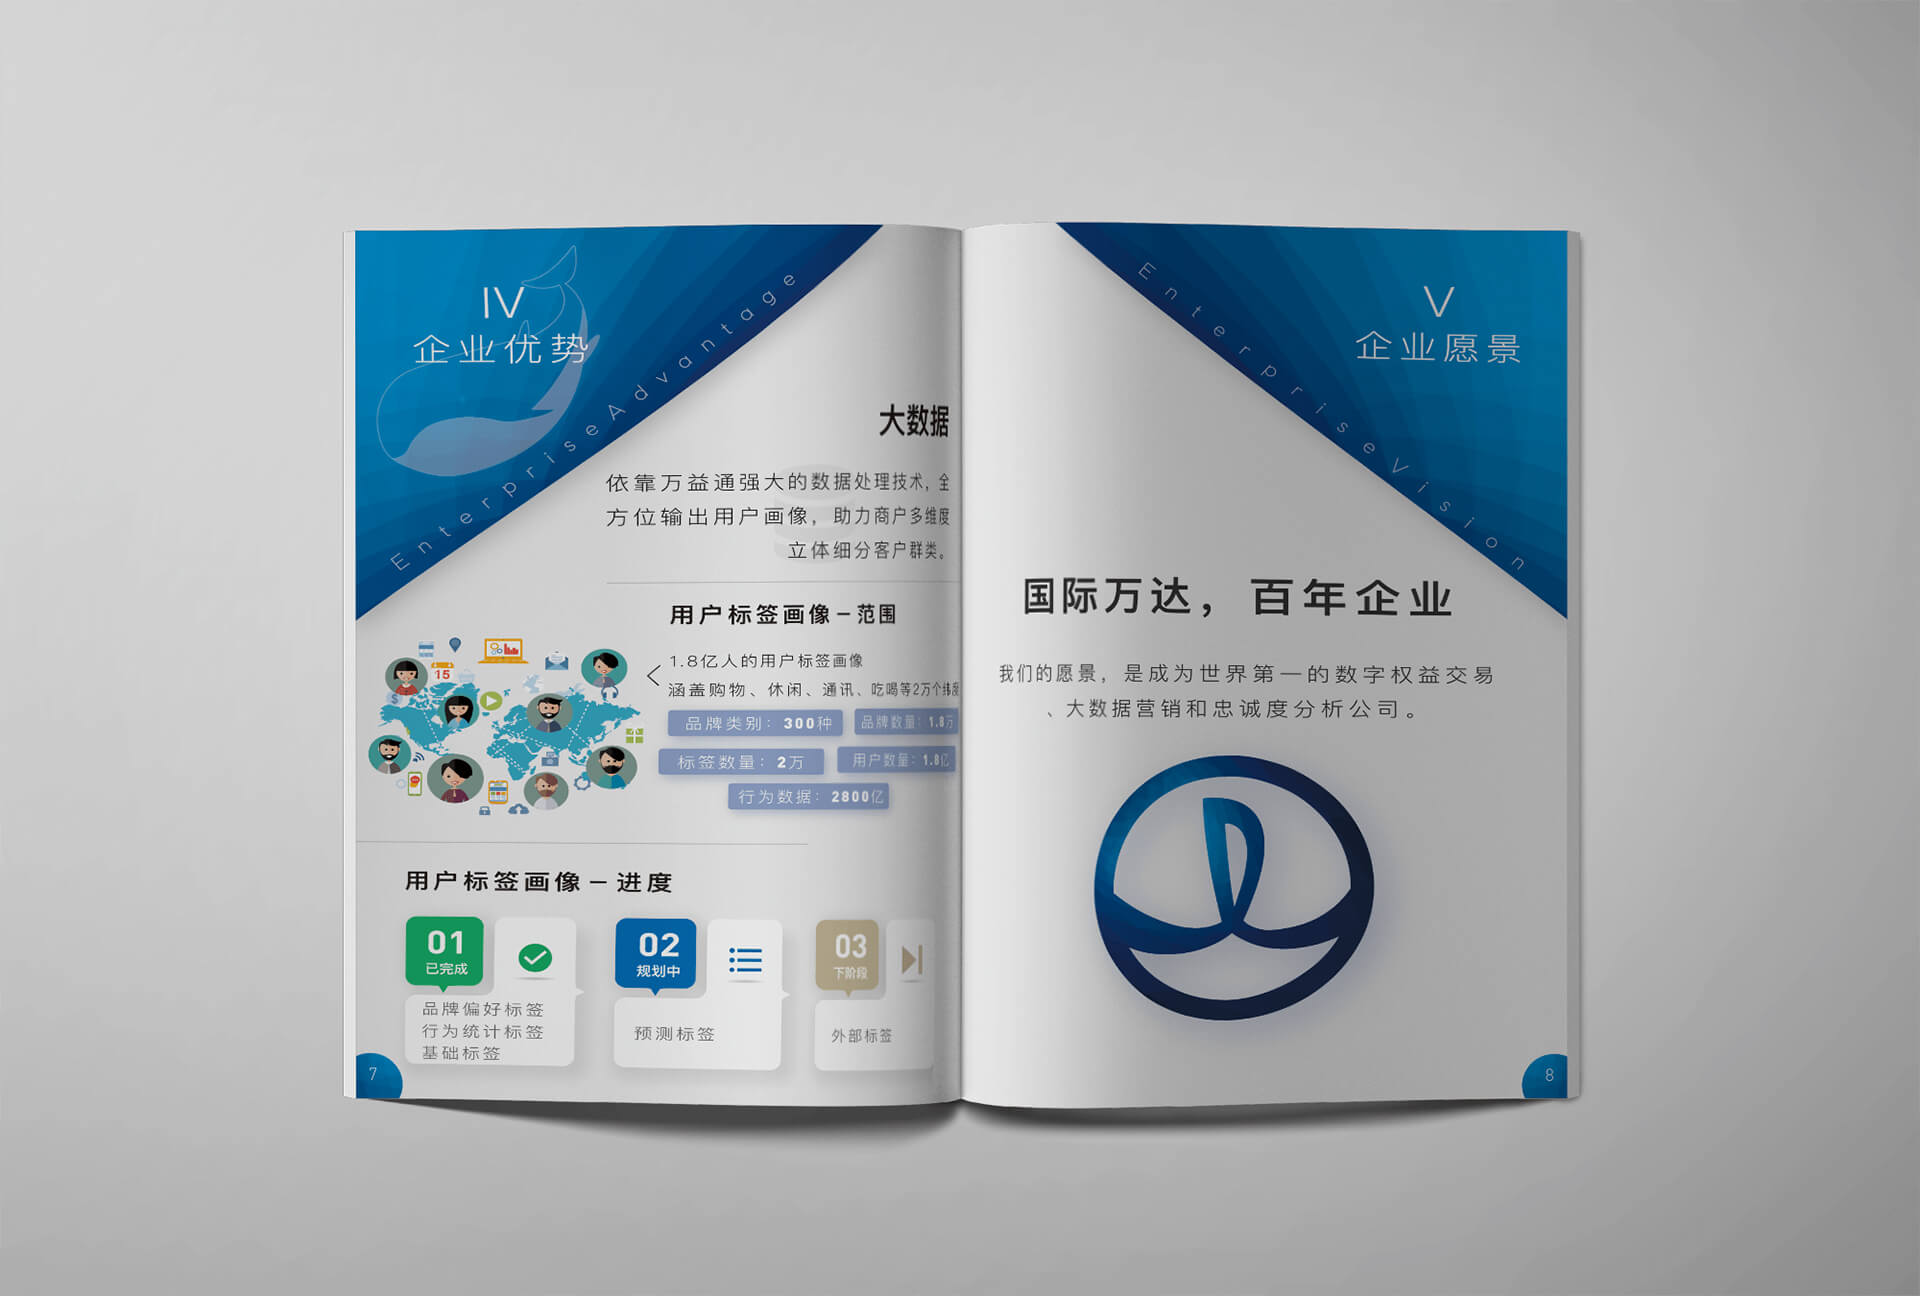 IV
企业优势
EnterpriseAdvantage
大数据
依靠万益通强大的数据处理技术，全
方位输出用户画像，助力商户多维度
立体细分客户群类。
用户标签画像－范围
1.8亿人的用户标签画像
涵盖购物、休闲、通讯、吃喝等2万个纬度
品牌类别：300种
品牌数量：1.8万
标签数量：2万
用户数量：1.8亿
行为数据：2800亿
15
用户标签画像－进度
01
已完成
品牌偏好标签
行为统计标签
基础标签
02
规划中
预测标签
03
下阶段
外部标签
7
V
企业愿景
EnterpriseVision
国际万达，百年企业
我们的愿景，是成为世界第一的数字权益交易
、大数据营销和忠诚度分析公司。
8